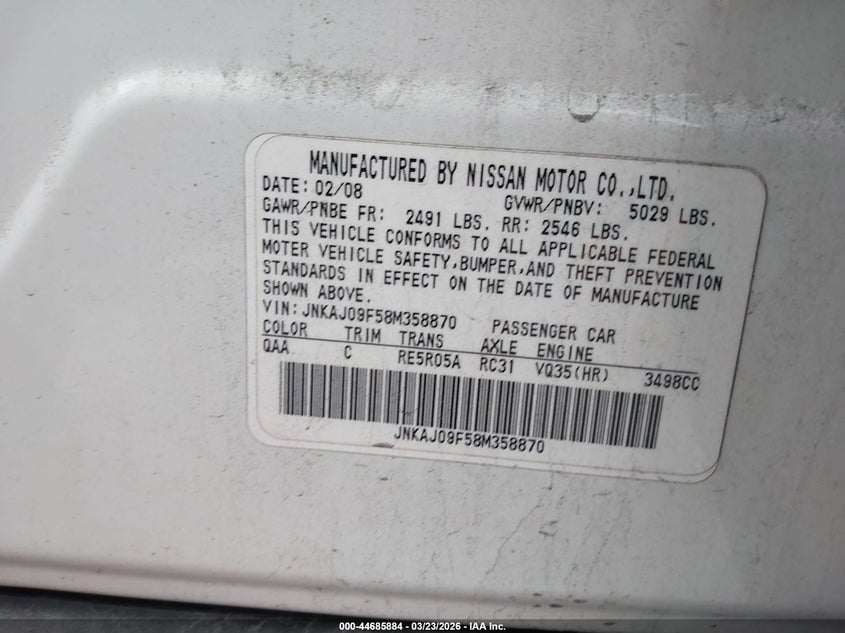 MANUFACTURED BY NISSAN MOTOR CO.,LTD.
DATE: 02/08 GVWR/PNBV: 5029 LBS.
GAWR/PNBE FR: 2491 LBS. RR: 2546 LBS.
THIS VEHICLE CONFORMS TO ALL APPLICABLE FEDERAL
MOTER VEHICLE SAFETY,BUMPER,AND THEFT PREVENTION
STANDARDS IN EFFECT ON THE DATE OF MANUFACTURE
SHOWN ABOVE.
VIN: JNKAJ09F58M358870 PASSENGER CAR
COLOR TRIM TRANS AXLE ENGINE
QAA C RE5R05A RC31 VQ35(HR) 3498CC
JNKAJ09F58M358870
000-44685884 - 03/23/2026 - IAA Inc.